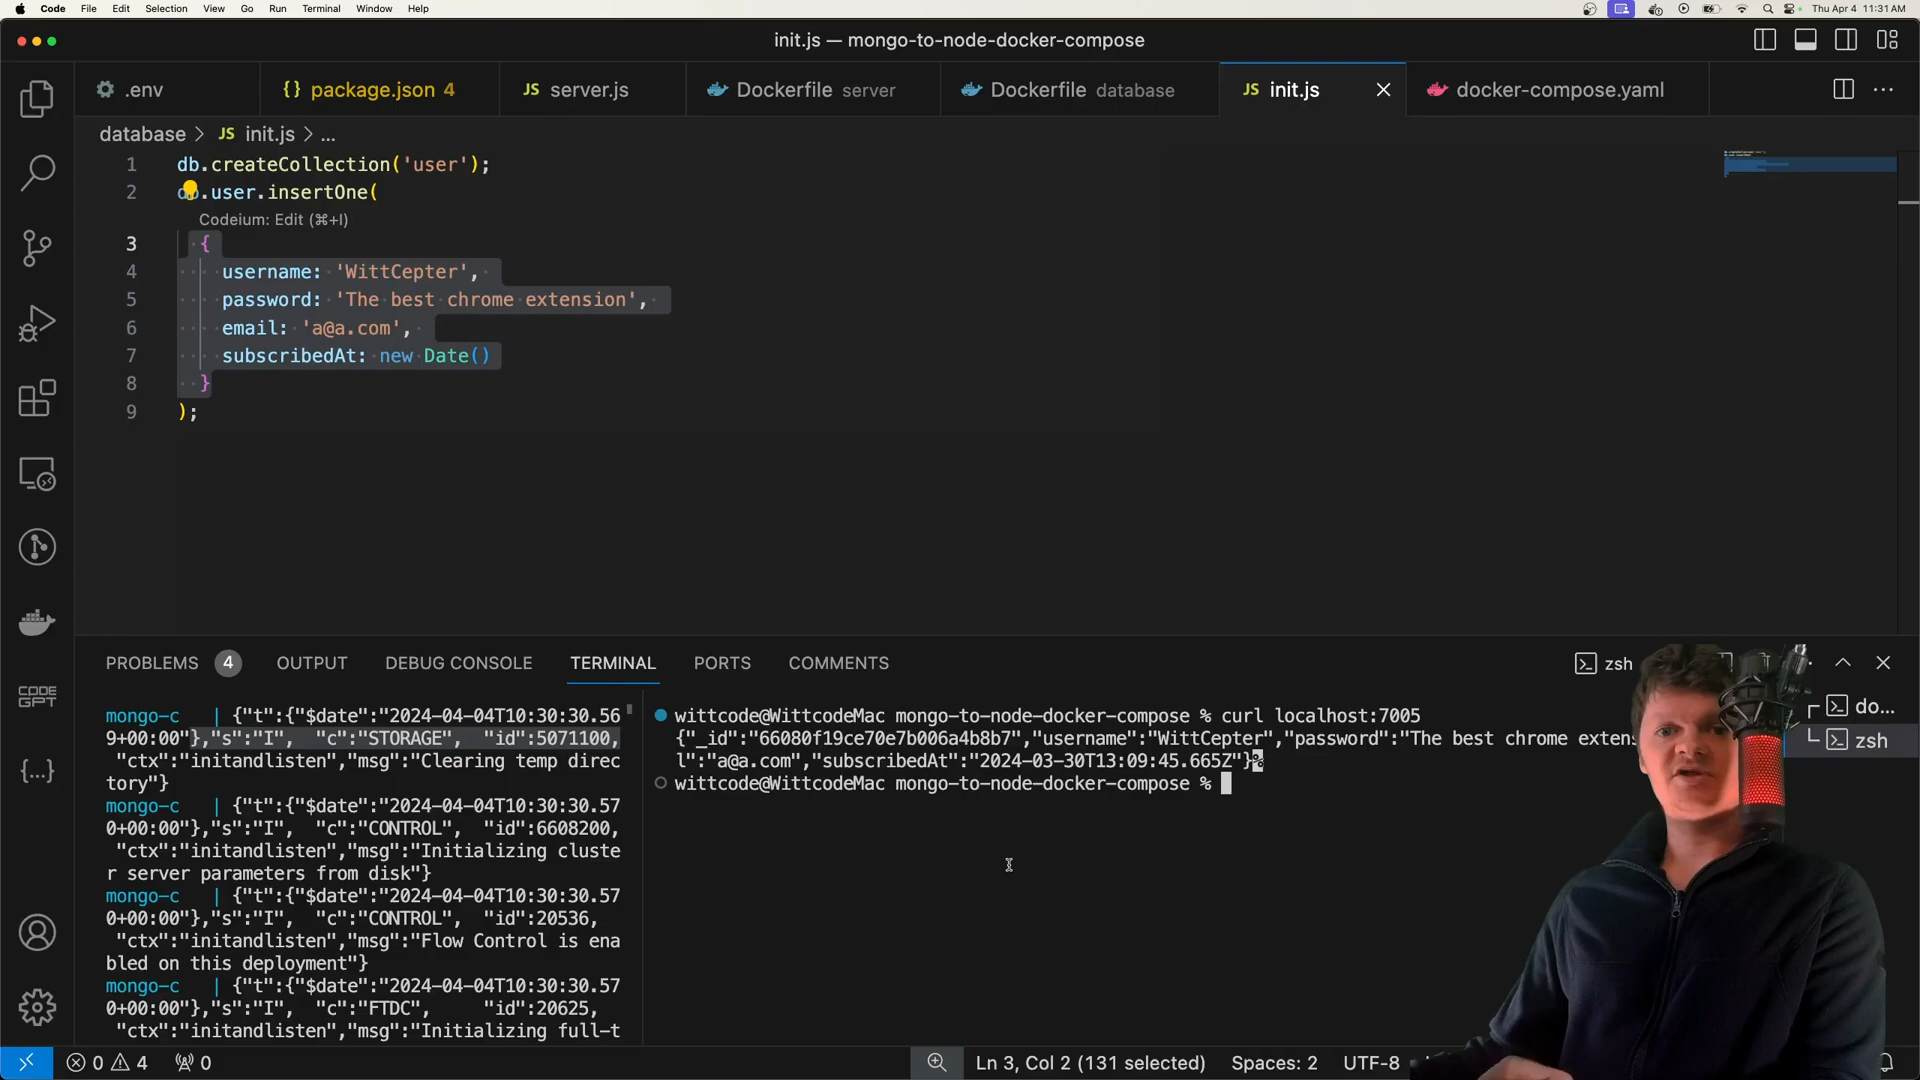 Code File Edit Selection View Go Run Terminal Window Help
Thu Apr 4 11:31 AM
init.js — mongo-to-node-docker-compose
.env
{} package.json 4
JS server.js
Dockerfile server
Dockerfile database
JS init.js
docker-compose.yaml
database > JS init.js > ...
1 db.createCollection('user');
2 .user.insertOne(
Codeium: Edit (⌘+I)
3 {
4 username: 'WittCepter',
5 password: 'The best chrome extension',
6 email: 'a@a.com',
7 subscribedAt: new Date()
8 }
9 );
PROBLEMS 4 OUTPUT DEBUG CONSOLE TERMINAL PORTS COMMENTS
zsh
mongo-c | {"t":{"$date":"2024-04-04T10:30:30.56
9+00:00"},"s":"I", "c":"STORAGE", "id":5071100,
"ctx":"initandlisten","msg":"Clearing temp direc
tory"}
mongo-c | {"t":{"$date":"2024-04-04T10:30:30.57
0+00:00"},"s":"I", "c":"CONTROL", "id":6608200,
"ctx":"initandlisten","msg":"Initializing cluste
r server parameters from disk"}
mongo-c | {"t":{"$date":"2024-04-04T10:30:30.57
0+00:00"},"s":"I", "c":"CONTROL", "id":20536,
"ctx":"initandlisten","msg":"Flow Control is ena
bled on this deployment"}
mongo-c | {"t":{"$date":"2024-04-04T10:30:30.57
0+00:00"},"s":"I", "c":"FTDC", "id":20625,
"ctx":"initandlisten","msg":"Initializing full-t
wittcode@WittcodeMac mongo-to-node-docker-compose % curl localhost:7005
{"_id":"66080f19ce70e7b006a4b8b7","username":"WittCepter","password":"The best chrome extens
l":"a@a.com","subscribedAt":"2024-03-30T13:09:45.665Z"}%
wittcode@WittcodeMac mongo-to-node-docker-compose %
do...
zsh
CODE
GPT
0 4 0
Ln 3, Col 2 (131 selected) Spaces: 2 UTF-8